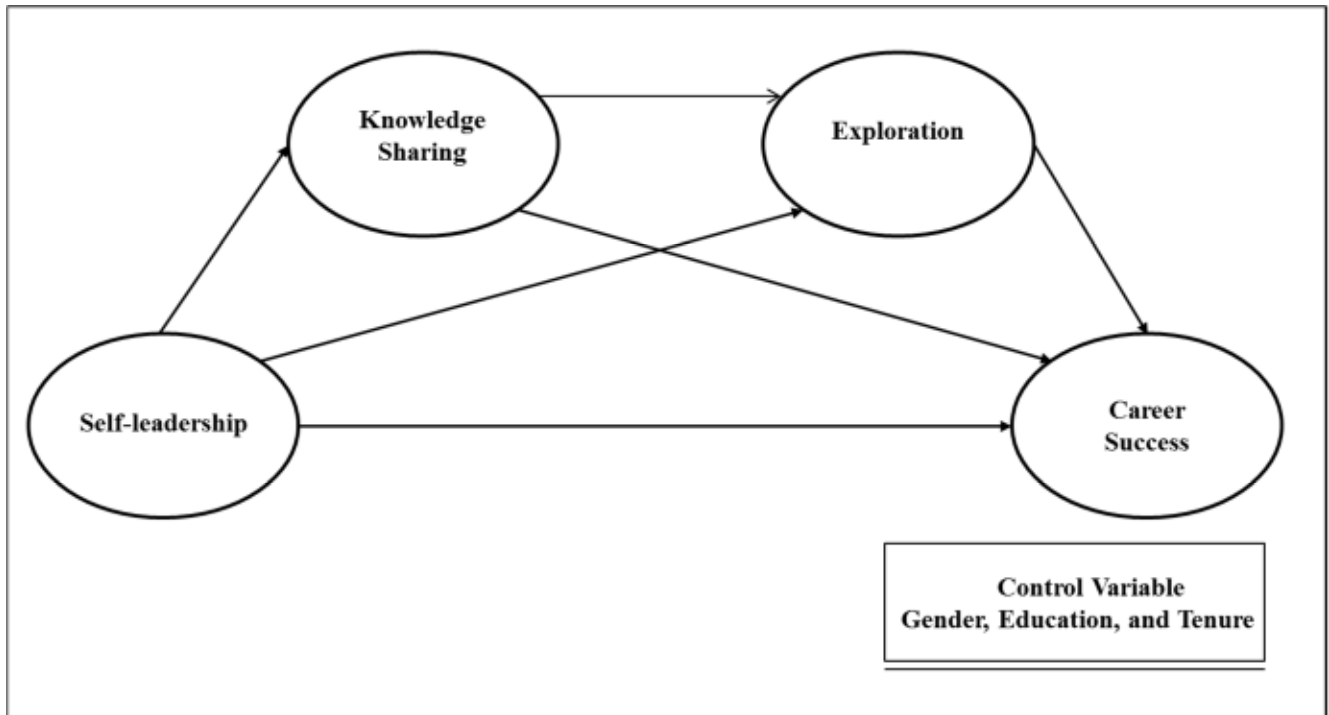 Knowledge
Sharing
Exploration
Self-leadership
Career
Success
Control Variable
Gender, Education, and Tenure